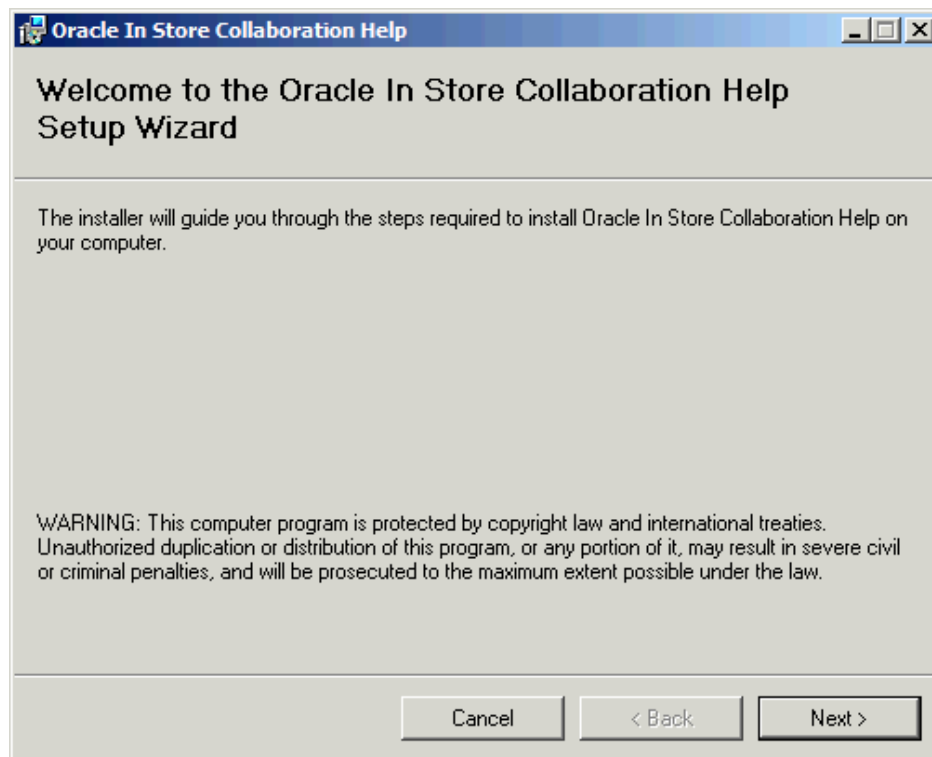 Oracle In Store Collaboration Help
Welcome to the Oracle In Store Collaboration Help
Setup Wizard
The installer will guide you through the steps required to install Oracle In Store Collaboration Help on
your computer.
WARNING: This computer program is protected by copyright law and international treaties.
Unauthorized duplication or distribution of this program, or any portion of it, may result in severe civil
or criminal penalties, and will be prosecuted to the maximum extent possible under the law.
Cancel < Back Next >